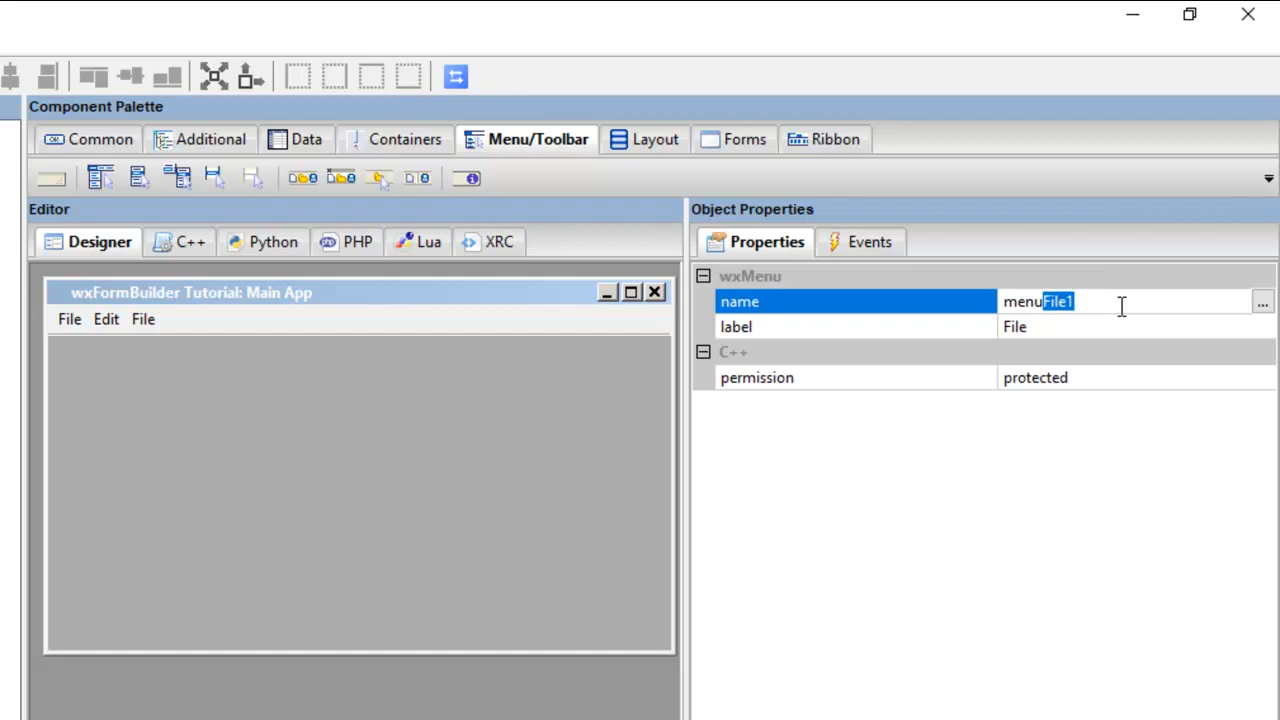 Component Palette
Common Additional Data Containers Menu/Toolbar Layout Forms Ribbon
Editor
Object Properties
Designer C++ Python PHP Lua XRC
Properties Events
wxFormBuilder Tutorial: Main App
File Edit File
wxMenu
name menuFile1 ...
label File
C++
permission protected